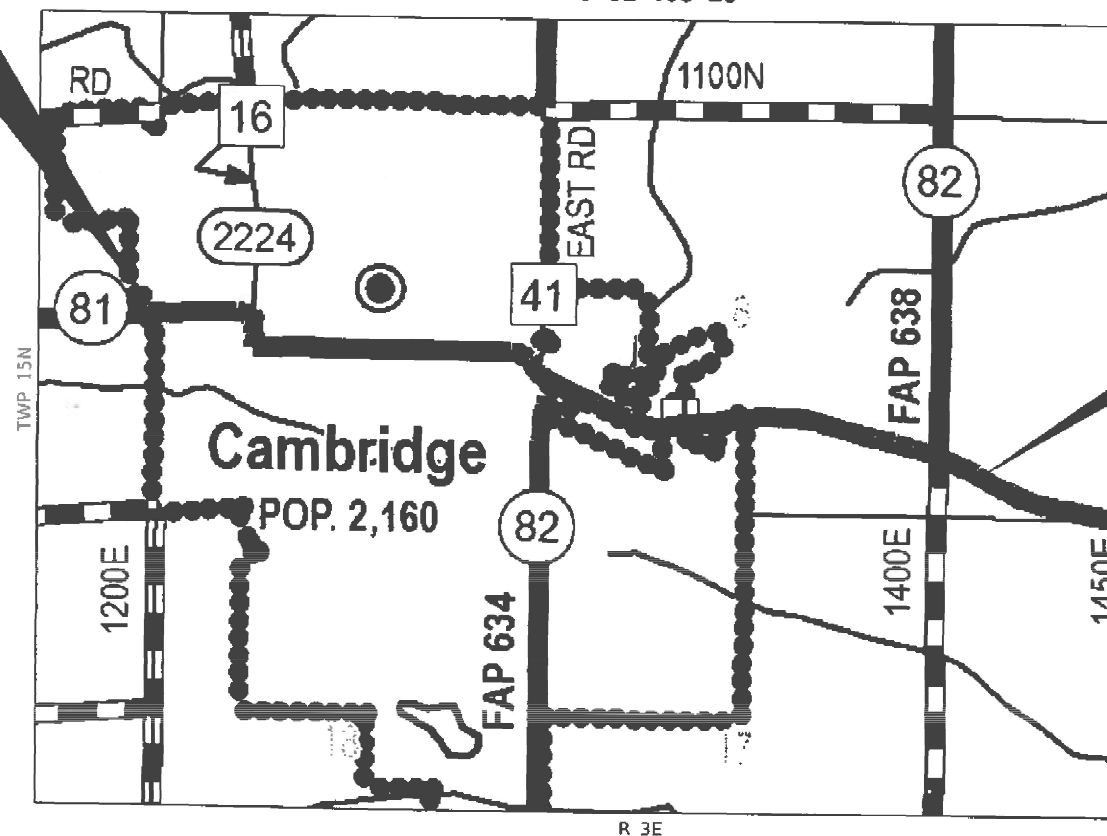 RD
1100N
16
EAST RD
82
2224
81
41
FAP 638
TWP 15N
Cambridge
POP. 2,160
82
1200E
1400E
FAP 634
R 3E